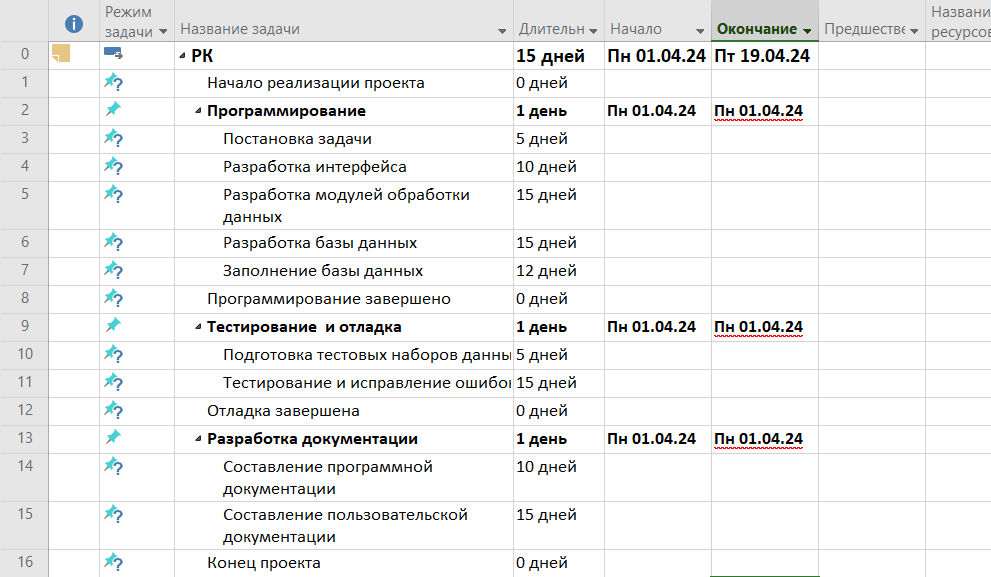 Режим задачи Название задачи Длительн Начало Окончание Предшестве Названи ресурсов
0 РК 15 дней Пн 01.04.24 Пт 19.04.24
1 Начало реализации проекта 0 дней
2 Программирование 1 день Пн 01.04.24 Пн 01.04.24
3 Постановка задачи 5 дней
4 Разработка интерфейса 10 дней
5 Разработка модулей обработки 15 дней
данных
6 Разработка базы данных 15 дней
7 Заполнение базы данных 12 дней
8 Программирование завершено 0 дней
9 Тестирование и отладка 1 день Пн 01.04.24 Пн 01.04.24
10 Подготовка тестовых наборов данны 5 дней
11 Тестирование и исправление ошибо 15 дней
12 Отладка завершена 0 дней
13 Разработка документации 1 день Пн 01.04.24 Пн 01.04.24
14 Составление программной 10 дней
документации
15 Составление пользовательской 15 дней
документации
16 Конец проекта 0 дней